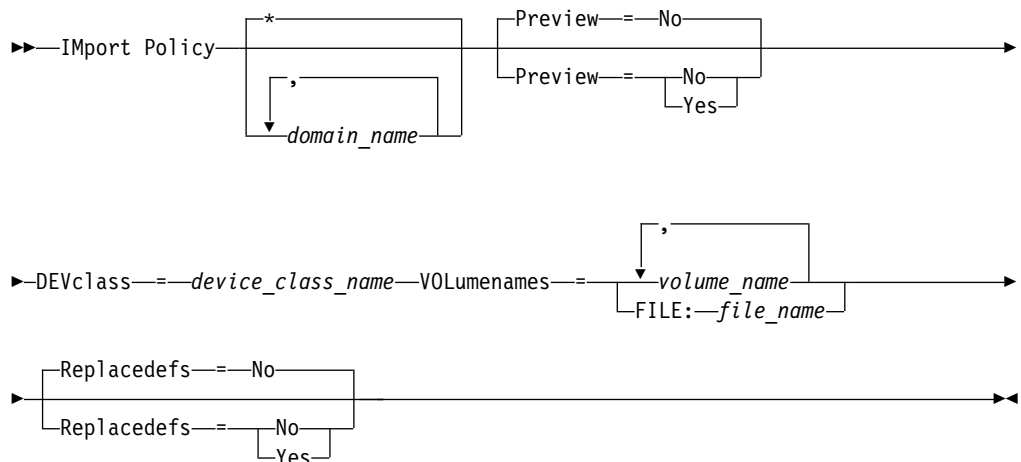 * Preview = No
IMport Policy
, Preview = No
Yes
domain_name
,
DEVclass = device_class_name VOLumenames = volume_name
FILE: file_name
Replacedefs = No
Replacedefs = No
Yes